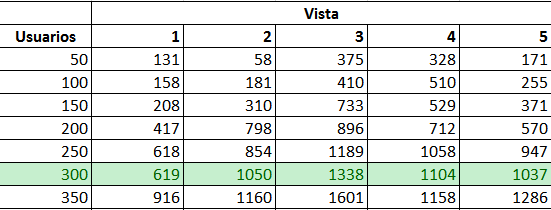 Vista
Usuarios 1 2 3 4 5
50 131 58 375 328 171
100 158 181 410 510 255
150 208 310 733 529 371
200 417 798 896 712 570
250 618 854 1189 1058 947
300 619 1050 1338 1104 1037
350 916 1160 1601 1158 1286